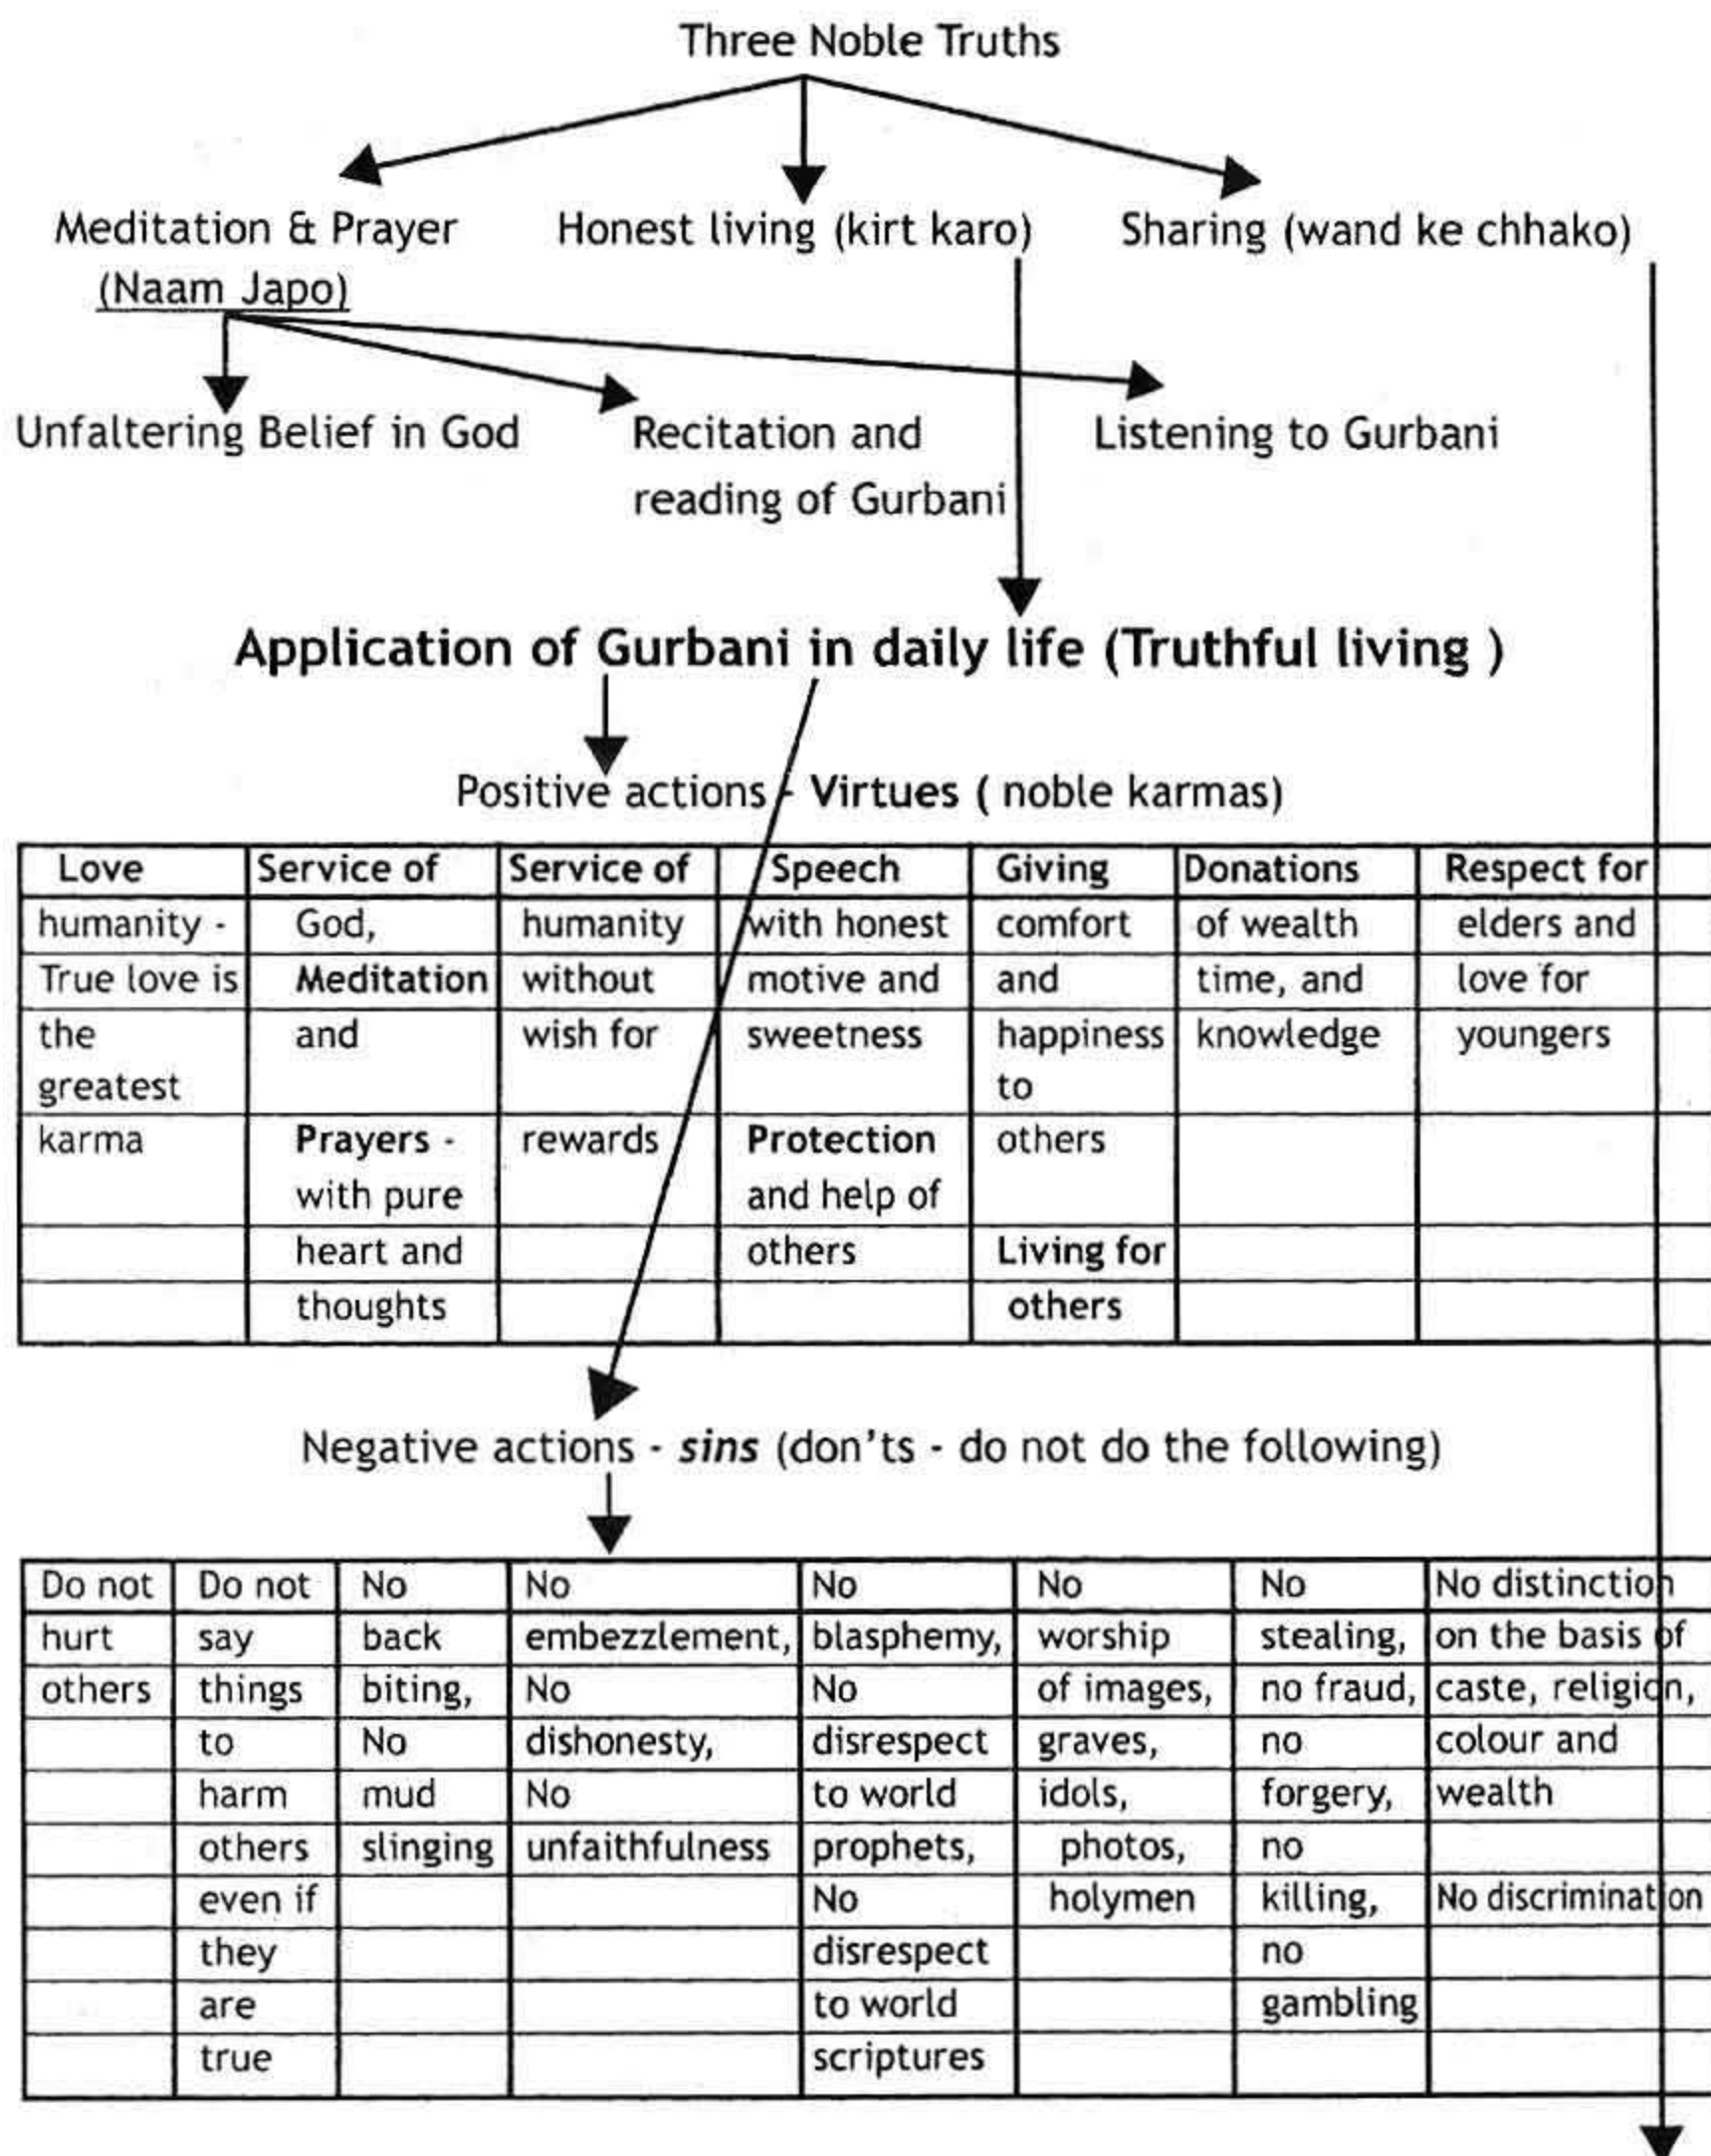 Three Noble Truths
Meditation & Prayer Honest living (kirt karo) Sharing (wand ke chhako)
(Naam Japo)
Unfaltering Belief in God Recitation and Listening to Gurbani
reading of Gurbani
Application of Gurbani in daily life (Truthful living )
Positive actions - Virtues ( noble karmas)
Love Service of Service of Speech Giving Donations Respect for
humanity - God, humanity with honest comfort of wealth elders and
True love is Meditation without motive and and time, and love for
the and wish for sweetness happiness knowledge youngers
greatest to
karma Prayers - rewards Protection others
with pure and help of
heart and others Living for
thoughts others
Negative actions - sins (don'ts - do not do the following)
Do not Do not No No No No No No distinction
hurt say back embezzlement, blasphemy, worship stealing, on the basis of
others things biting, No No of images, no fraud, caste, religion,
to No dishonesty, disrespect graves, no colour and
harm mud No to world idols, forgery, wealth
others slinging unfaithfulness prophets, photos, no
even if No holymen killing, No discrimination
they disrespect no
are to world gambling
true scriptures